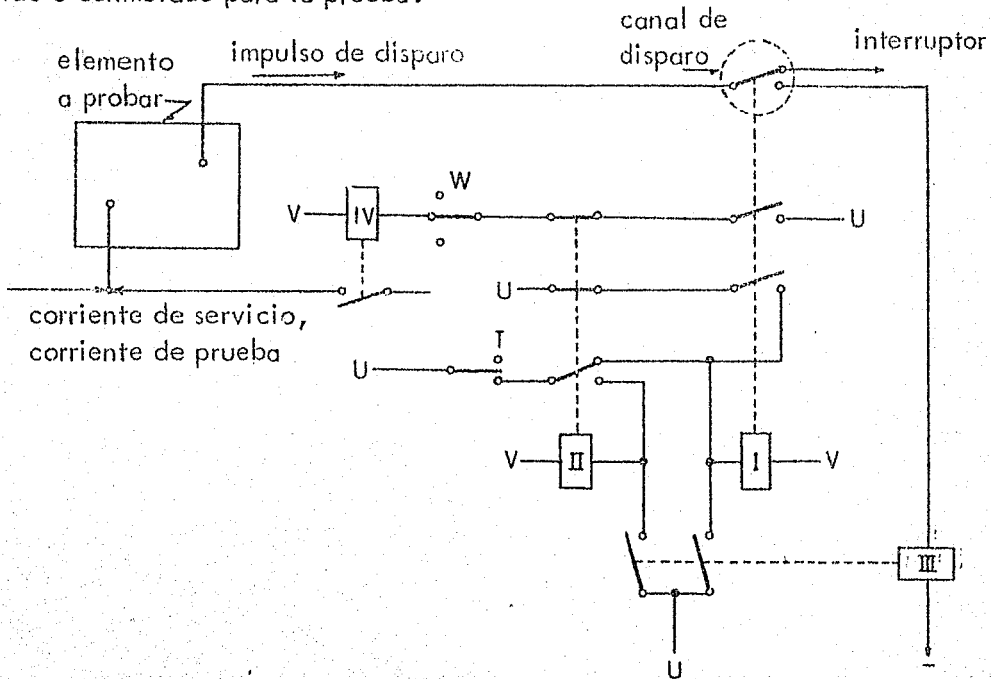 canal de
disparo
interruptor
elemento
a probar
impulso de disparo
W
V
IV
U
U
corriente de servicio,
corriente de prueba
T
U
V
II
I
V
III
U
–